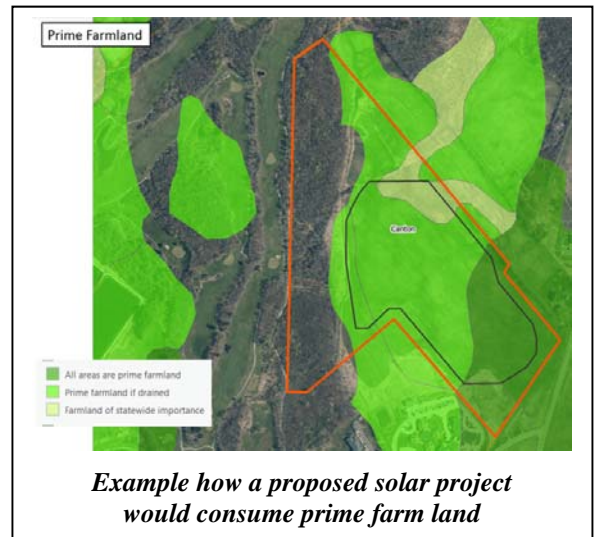 Prime Farmland
Canton
All areas are prime farmland
Prime farmland if drained
Farmland of statewide importance
Example how a proposed solar project
would consume prime farm land